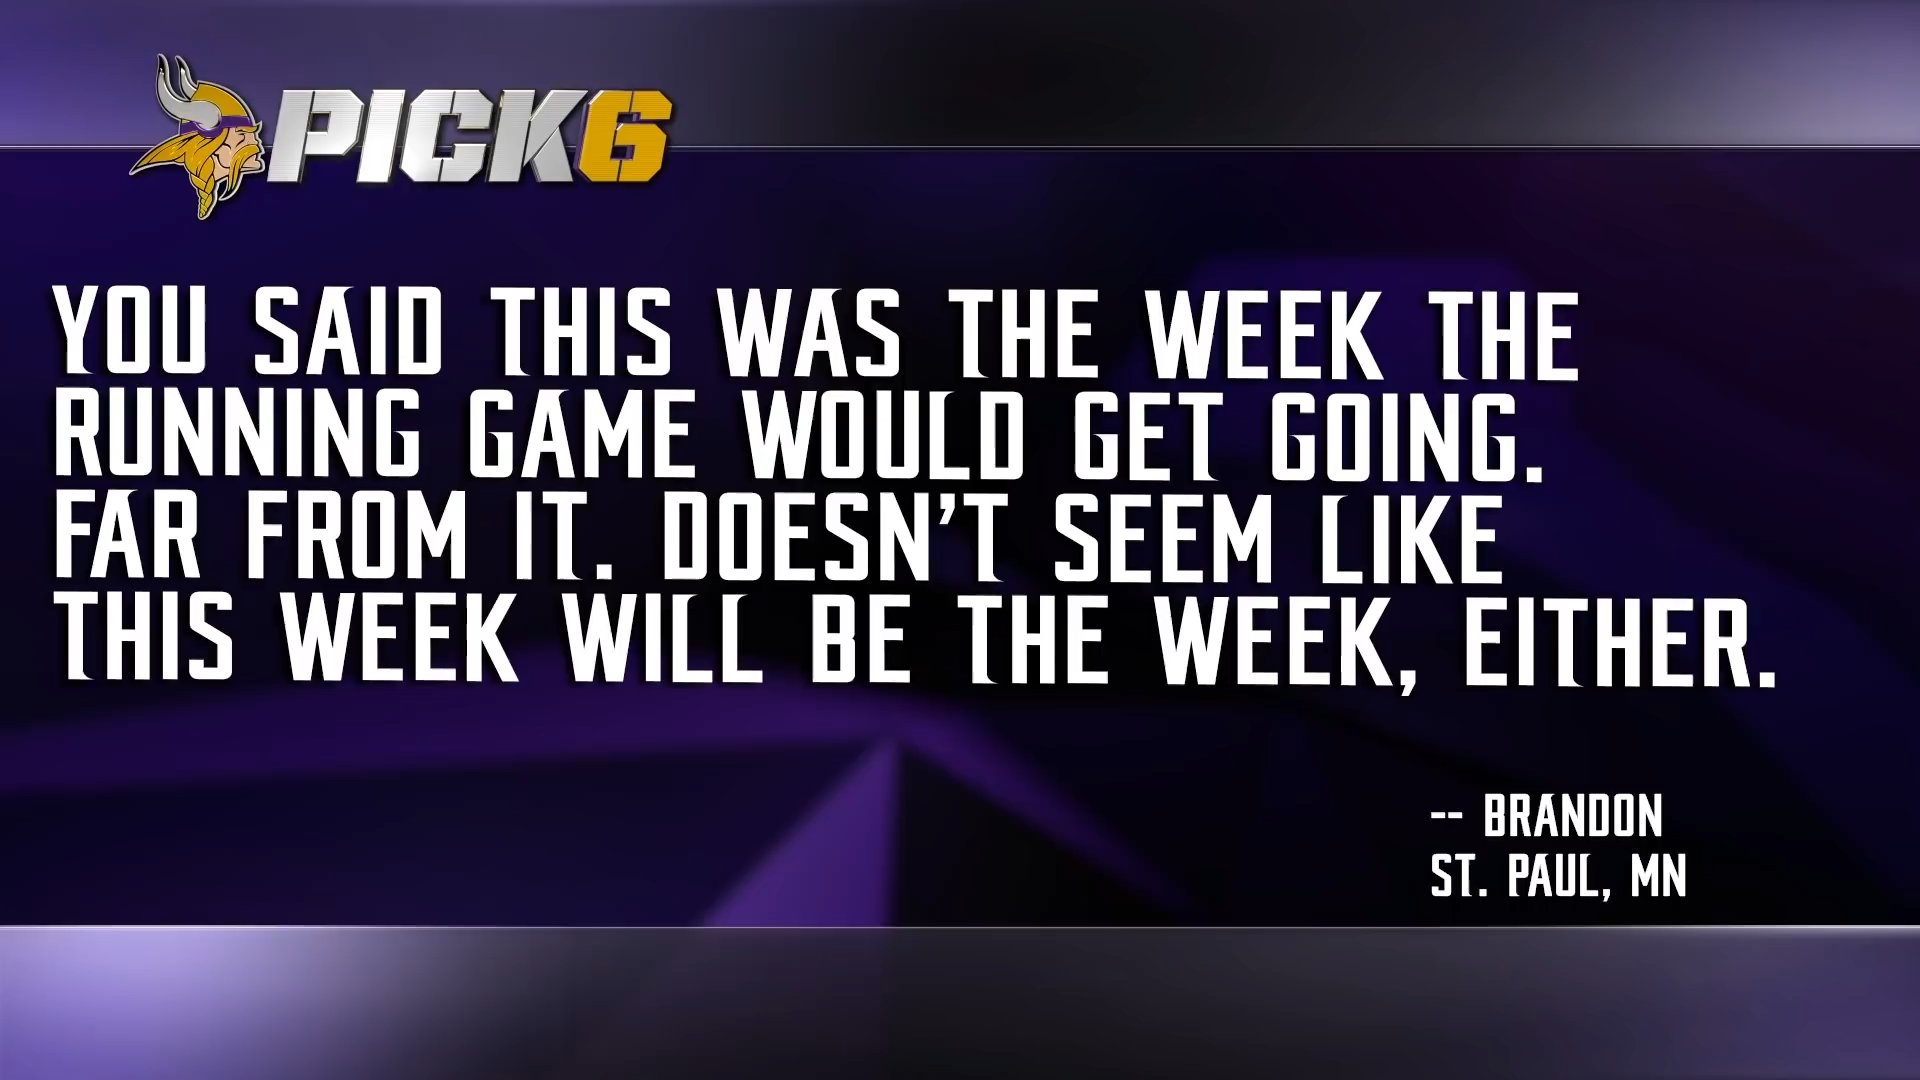 PICK6
YOU SAID THIS WAS THE WEEK THE
RUNNING GAME WOULD GET GOING.
FAR FROM IT. DOESN'T SEEM LIKE
THIS WEEK WILL BE THE WEEK, EITHER.
-- BRANDON
ST. PAUL, MN